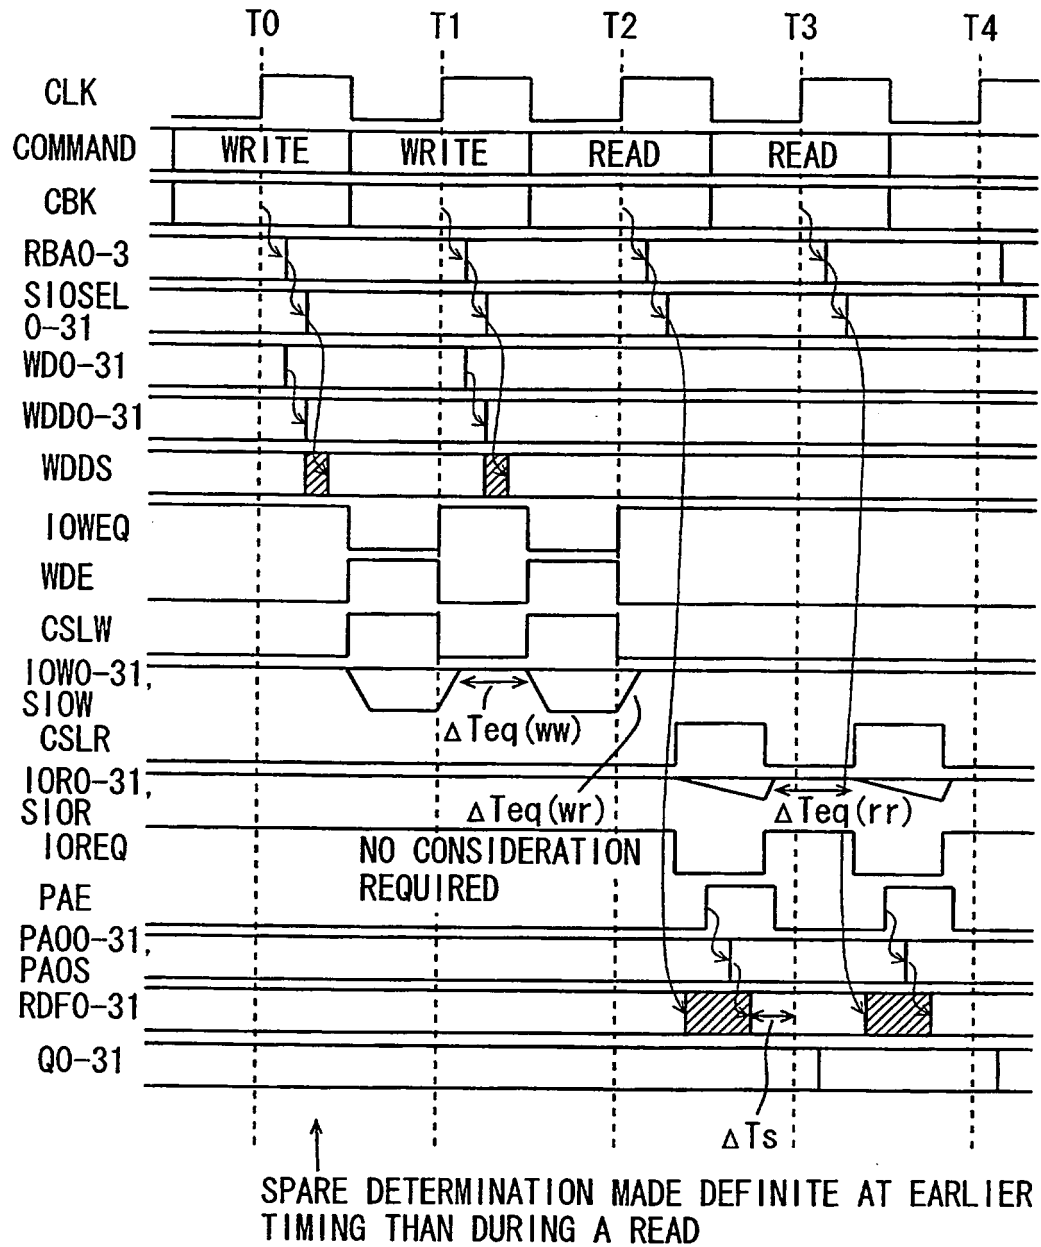 T0 T1 T2 T3 T4
CLK
COMMAND WRITE WRITE READ READ
CBK
RBA0-3
SIOSEL
0-31
WD0-31
WDD0-31
WDDS
IOWEQ
WDE
CSLW
IOW0-31,
SIOW
ΔTeq(ww)
CSLR
IOR0-31,
SIOR
ΔTeq(wr) ΔTeq(rr)
IOREQ
NO CONSIDERATION
REQUIRED
PAE
PAO0-31,
PAOS
RDF0-31
Q0-31
ΔTs
SPARE DETERMINATION MADE DEFINITE AT EARLIER
TIMING THAN DURING A READ